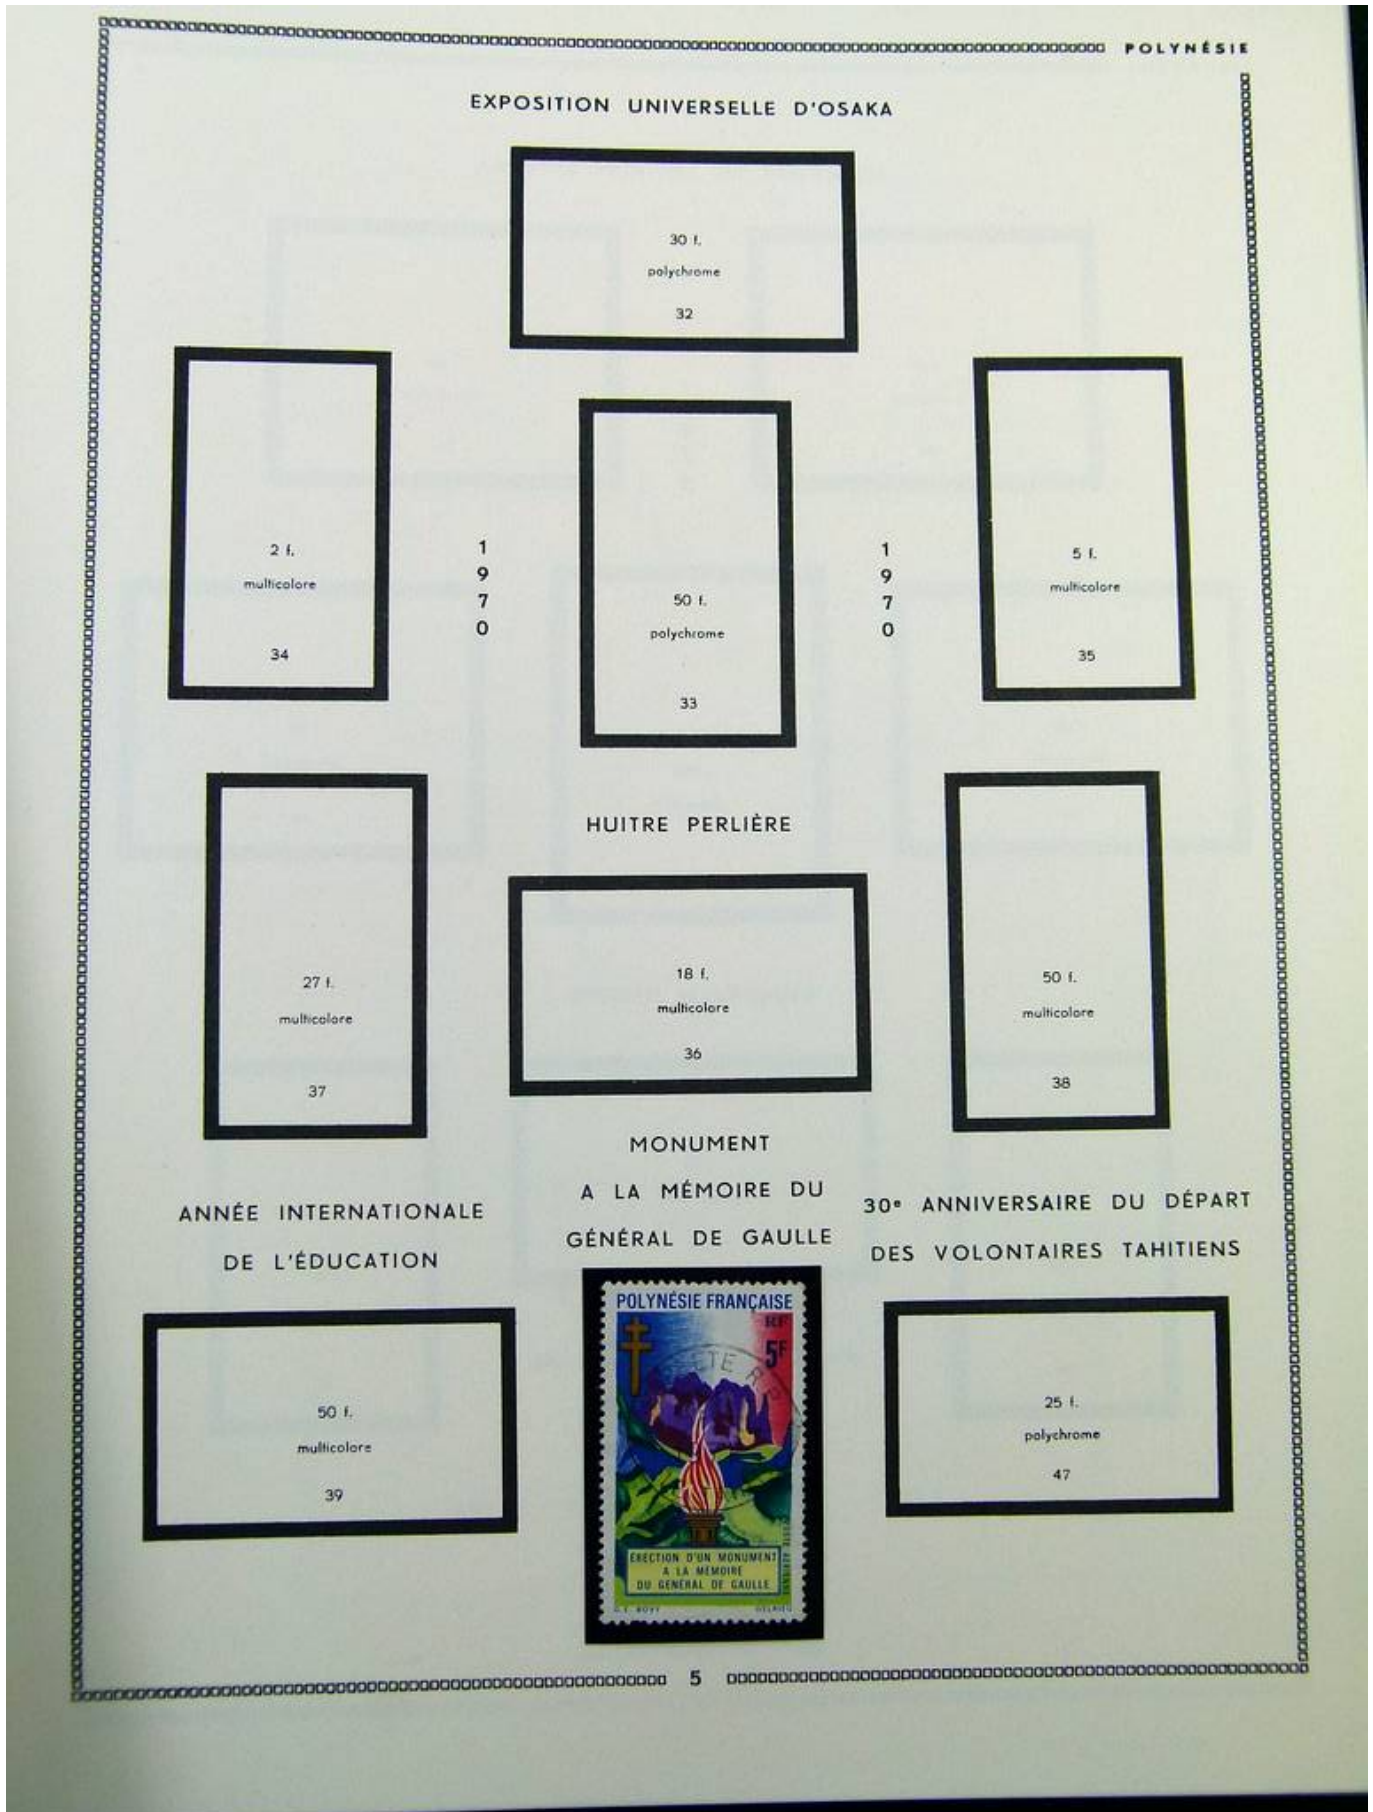 POLYNÉSIE
EXPOSITION UNIVERSELLE D'OSAKA
30 f.
polychrome
32
2 f.
multicolore
34
1
9
7
0
50 f.
polychrome
33
1
9
7
0
5 f.
multicolore
35
HUITRE PERLIÈRE
27 f.
multicolore
37
18 f.
multicolore
36
50 f.
multicolore
38
ANNÉE INTERNATIONALE
DE L'ÉDUCATION
MONUMENT
A LA MÉMOIRE DU
GÉNÉRAL DE GAULLE
30e ANNIVERSAIRE DU DÉPART
DES VOLONTAIRES TAHITIENS
50 f.
multicolore
39
POLYNÉSIE FRANÇAISE
RF
5F
ÉRECTION D'UN MONUMENT
A LA MÉMOIRE
DU GÉNÉRAL DE GAULLE
POSTE AÉRIENNE
25 f.
polychrome
47
5